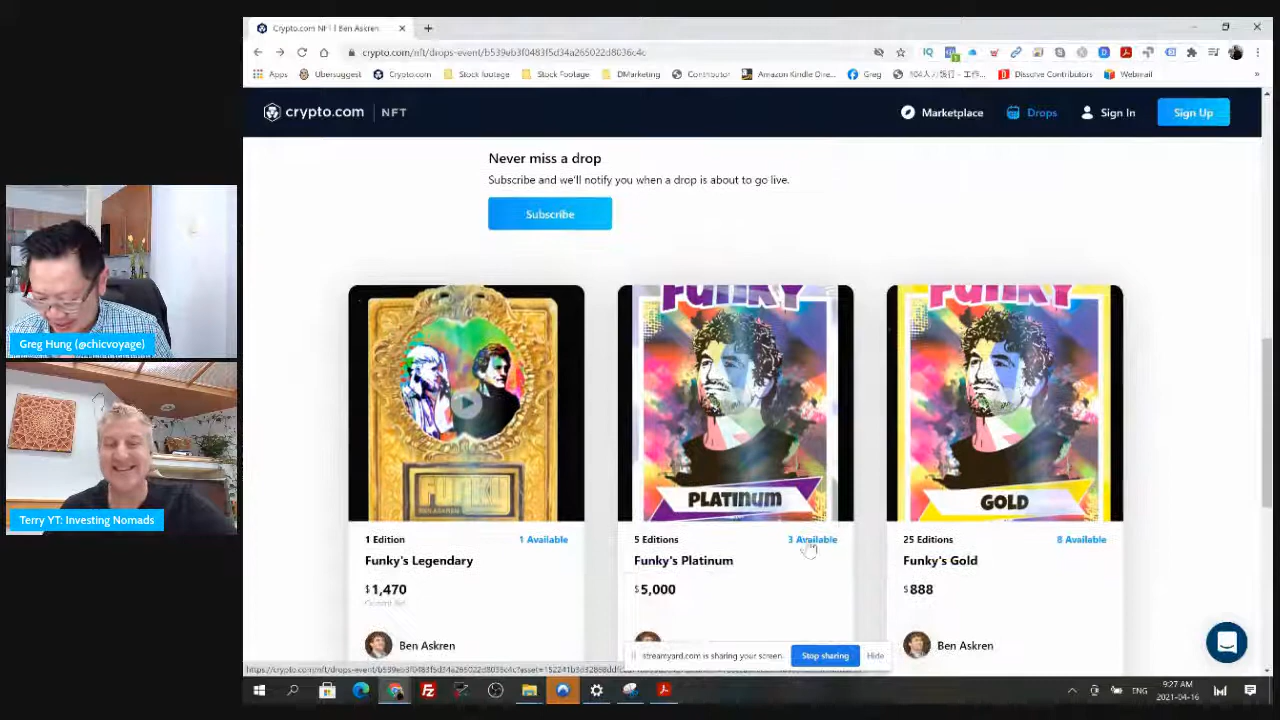 Crypto.com NFT | Ben Askren
crypto.com/nft/drops-event/b539eb3f0483f5d34a265022d8036c4c
Apps
Ubersuggest
Crypto.com
Stock footage
Stock Footage
DMarketing
Contributor
Amazon Kindle Dire...
Greg
Dissolve Contributors
Webmail
crypto.com | NFT
Marketplace
Drops
Sign In
Sign Up
Never miss a drop
Subscribe and we'll notify you when a drop is about to go live.
Subscribe
Greg Hung (@chicvoyage)
Terry YT: Investing Nomads
FUNKY
BEN ASKREN
FUNKY
PLATINUM
FUNKY
GOLD
1 Edition
1 Available
Funky's Legendary
$1,470
Current Bid
Ben Askren
5 Editions
3 Available
Funky's Platinum
$5,000
25 Editions
8 Available
Funky's Gold
$888
Ben Askren
streamyard.com is sharing your screen.
Stop sharing
Hide
ENG
9:27 AM
2021-04-16